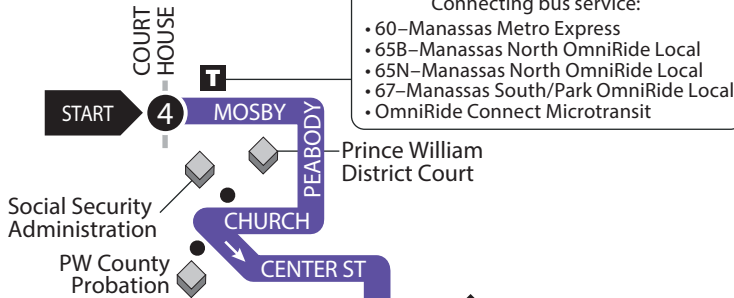 Connecting bus service:
• 60–Manassas Metro Express
• 65B–Manassas North OmniRide Local
• 65N–Manassas North OmniRide Local
• 67–Manassas South/Park OmniRide Local
• OmniRide Connect Microtransit
COURT
HOUSE
T
START
4
MOSBY
PEABODY
Prince William
District Court
Social Security
Administration
CHURCH
PW County
Probation
CENTER ST